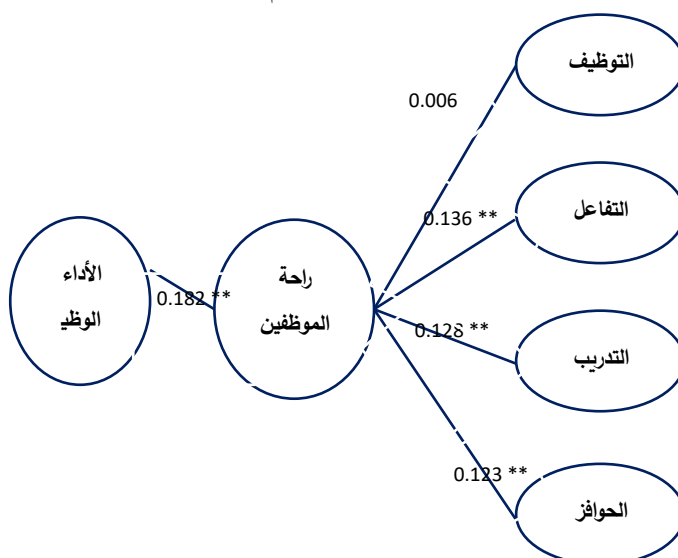 التوظيف
0.006
التفاعل
0.136 **
راحة
الموظفين
الأداء
الوظي
0.182 **
0.128 **
التدريب
0.123 **
الحوافز